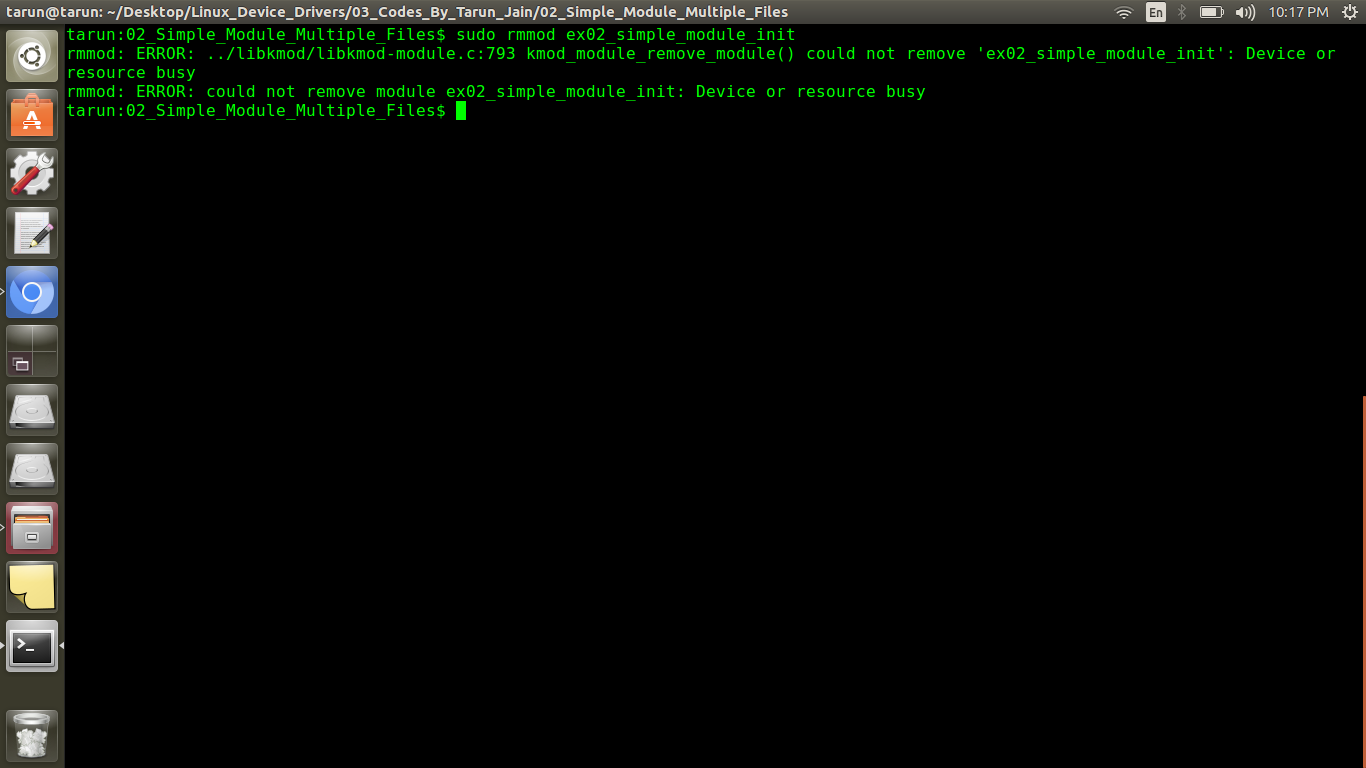 tarun@tarun: ~/Desktop/Linux_Device_Drivers/03_Codes_By_Tarun_Jain/02_Simple_Module_Multiple_Files
En
10:17 PM
tarun:02_Simple_Module_Multiple_Files$ sudo rmmod ex02_simple_module_init
rmmod: ERROR: ../libkmod/libkmod-module.c:793 kmod_module_remove_module() could not remove 'ex02_simple_module_init': Device or
resource busy
rmmod: ERROR: could not remove module ex02_simple_module_init: Device or resource busy
tarun:02_Simple_Module_Multiple_Files$